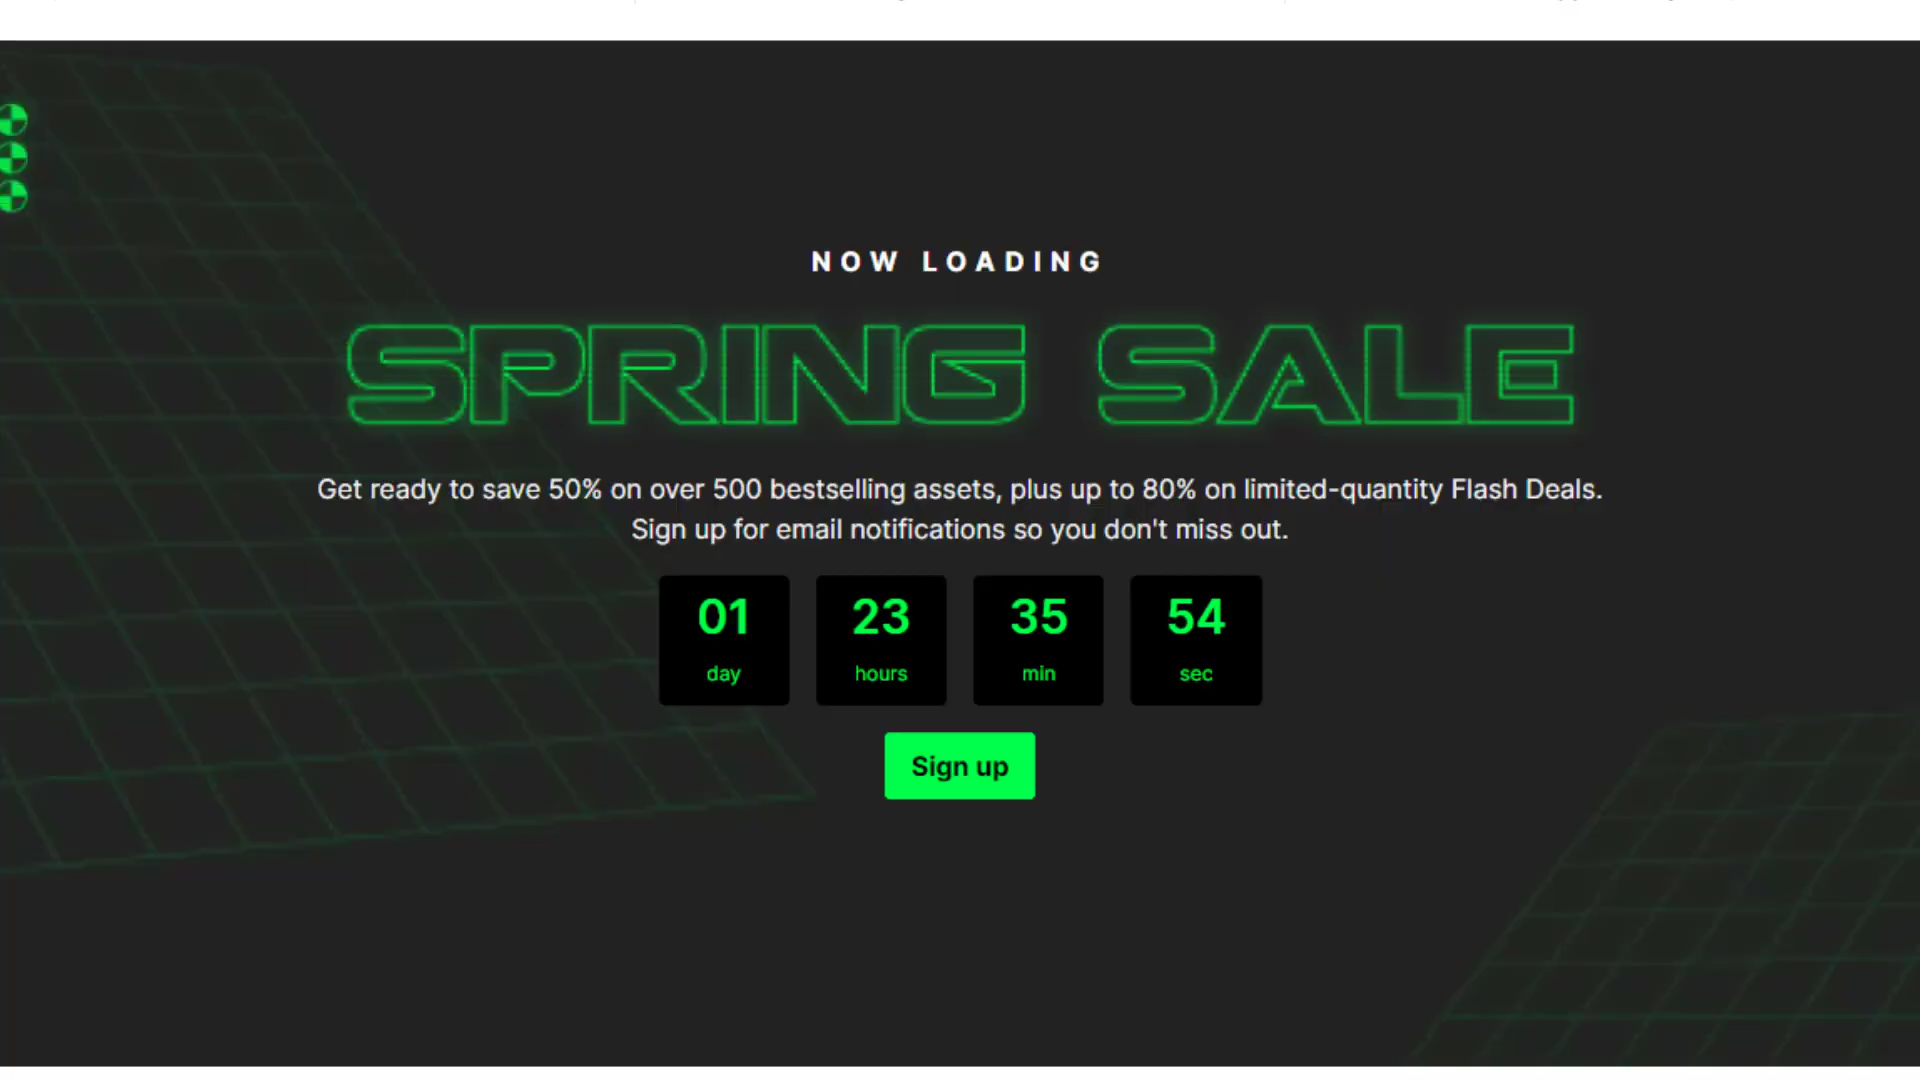 NOW LOADING
SPRING SALE
Get ready to save 50% on over 500 bestselling assets, plus up to 80% on limited-quantity Flash Deals.
Sign up for email notifications so you don't miss out.
01 23 35 54
day hours min sec
Sign up